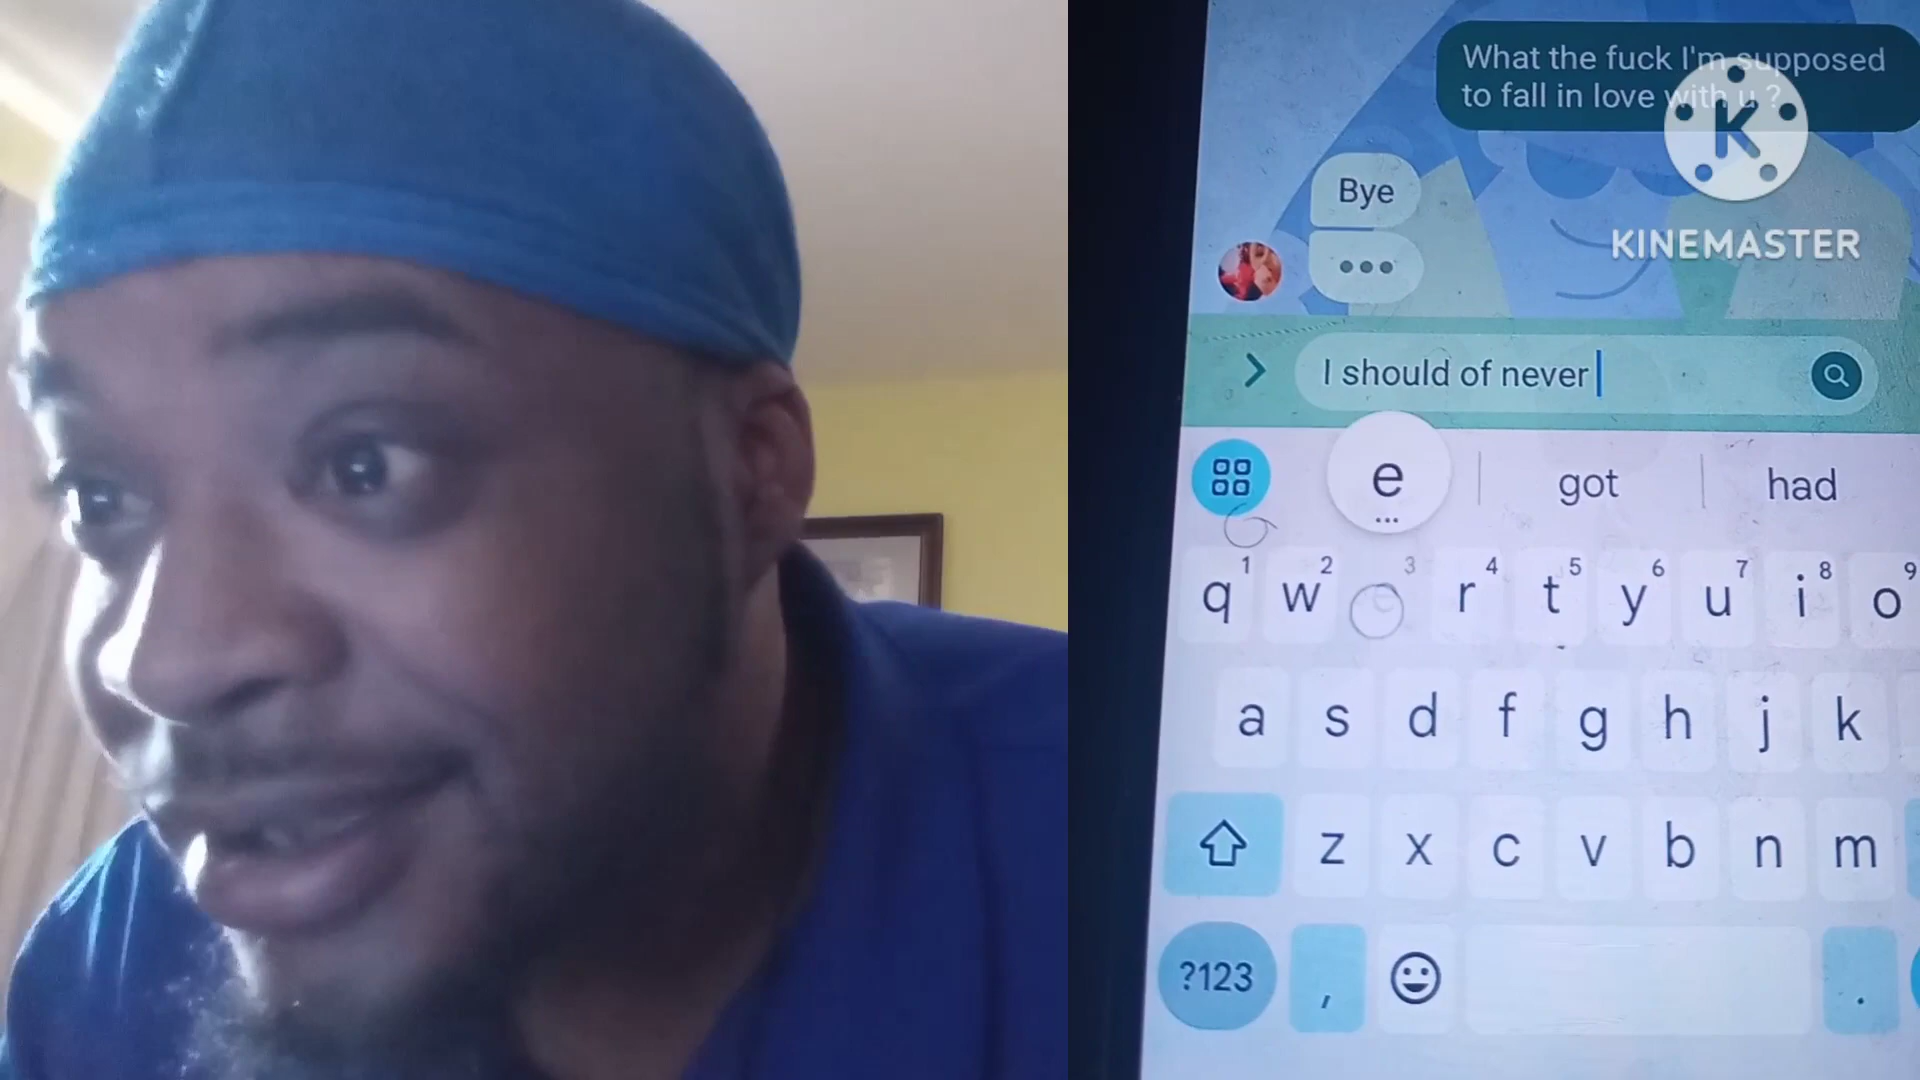 What the fuck I'm supposed
to fall in love with u ?
Bye
KINEMASTER
I should of never
e
got
had
1 2 3 4 5 6 7 8 9
q w e r t y u i o
a s d f g h j k
z x c v b n m
?123 , .